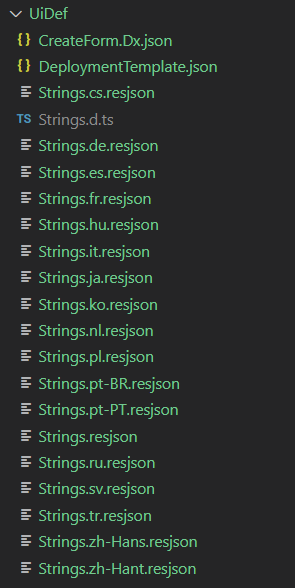 UiDef
{} CreateForm.Dx.json
{} DeploymentTemplate.json
Strings.cs.resjson
TS Strings.d.ts
Strings.de.resjson
Strings.es.resjson
Strings.fr.resjson
Strings.hu.resjson
Strings.it.resjson
Strings.ja.resjson
Strings.ko.resjson
Strings.nl.resjson
Strings.pl.resjson
Strings.pt-BR.resjson
Strings.pt-PT.resjson
Strings.resjson
Strings.ru.resjson
Strings.sv.resjson
Strings.tr.resjson
Strings.zh-Hans.resjson
Strings.zh-Hant.resjson